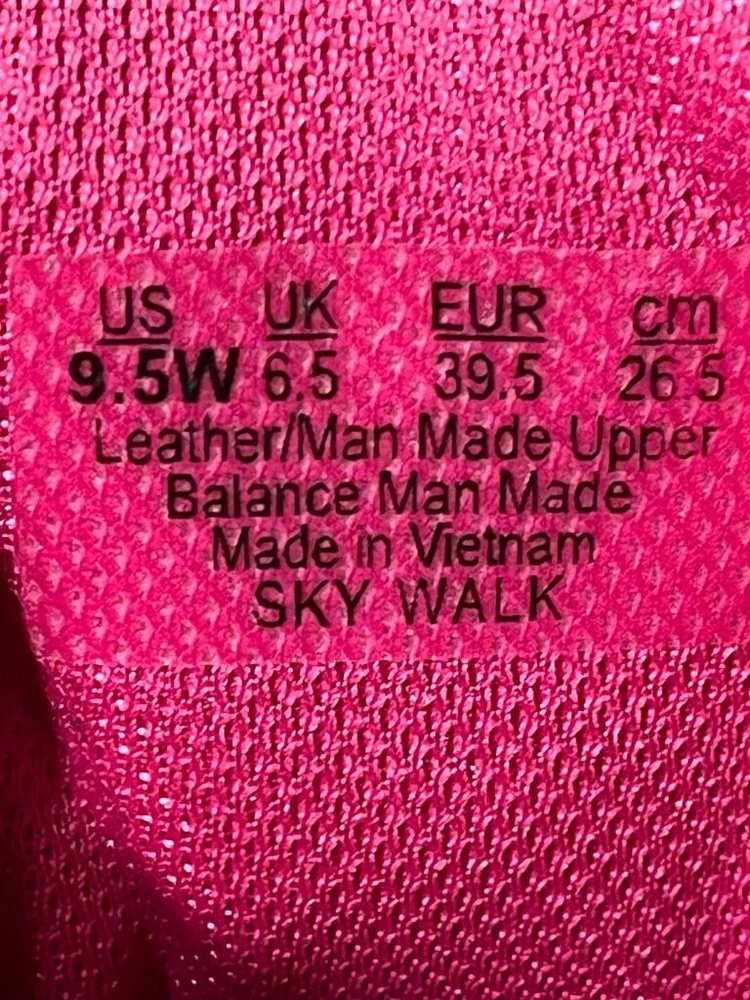 US UK EUR cm
9.5W 6.5 39.5 26.5
Leather/Man Made Upper
Balance Man Made
Made in Vietnam
SKY WALK